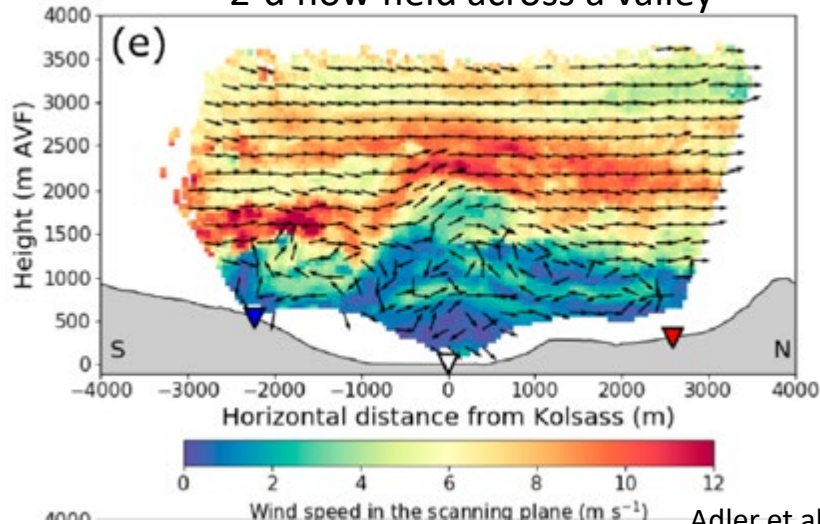 2-d flow field across a valley
(e)
4000
3500
3000
2500
2000
1500
1000
500
0
Height (m AVF)
S
N
−4000 −3000 −2000 −1000 0 1000 2000 3000 4000
Horizontal distance from Kolsass (m)
0 2 4 6 8 10 12
Wind speed in the scanning plane (m s⁻¹)
4000
Adler et al